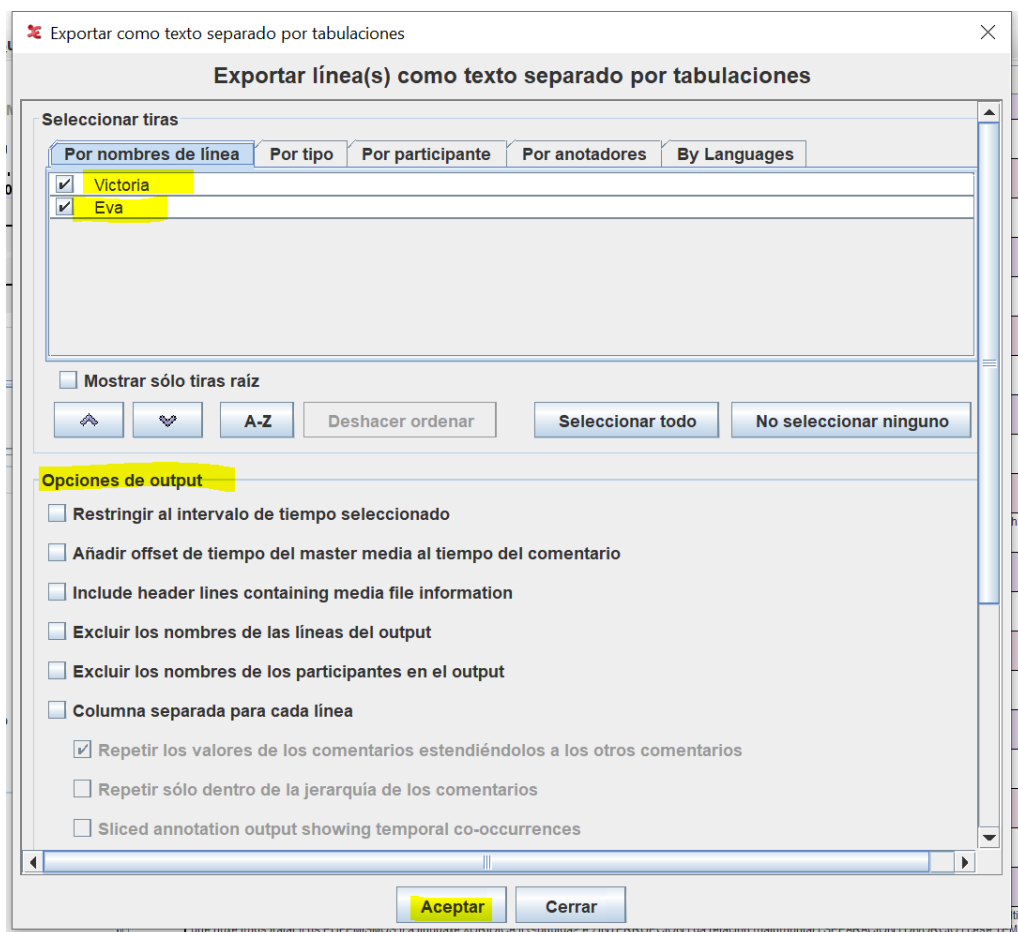 Exportar como texto separado por tabulaciones
Exportar línea(s) como texto separado por tabulaciones
Seleccionar tiras
Por nombres de línea Por tipo Por participante Por anotadores By Languages
Victoria
Eva
Mostrar sólo tiras raíz
A-Z Deshacer ordenar Seleccionar todo No seleccionar ninguno
Opciones de output
Restringir al intervalo de tiempo seleccionado
Añadir offset de tiempo del master media al tiempo del comentario
Include header lines containing media file information
Excluir los nombres de las líneas del output
Excluir los nombres de los participantes en el output
Columna separada para cada línea
Repetir los valores de los comentarios estendiéndolos a los otros comentarios
Repetir sólo dentro de la jerarquía de los comentarios
Sliced annotation output showing temporal co-occurrences
Aceptar Cerrar